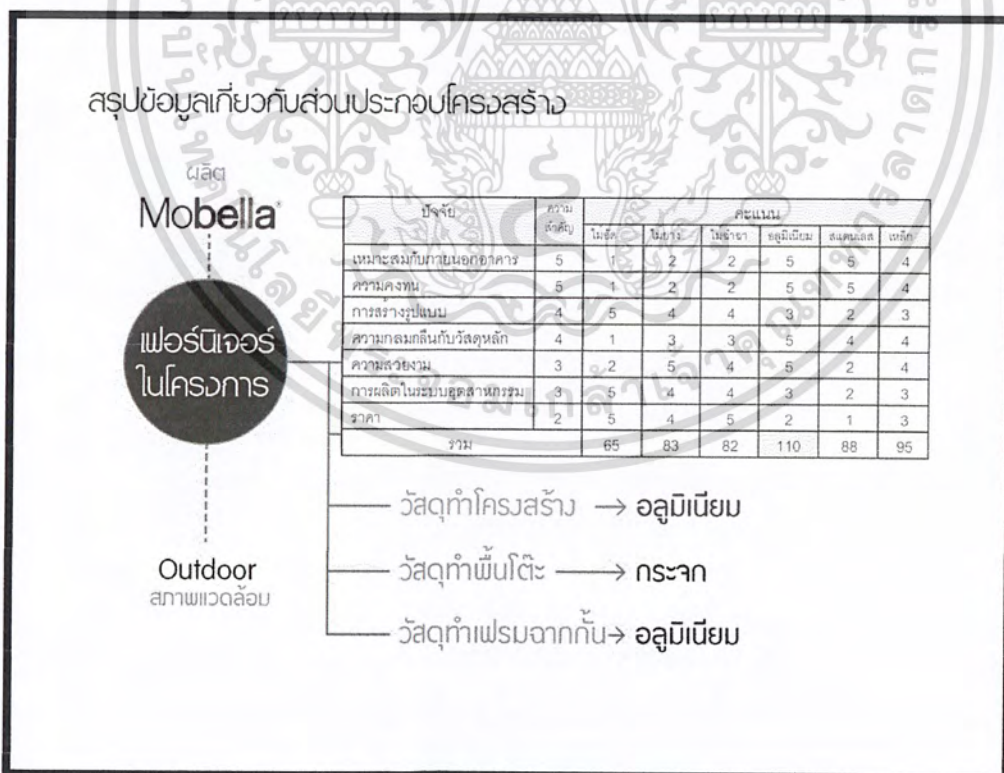 สรุปข้อมูลเกี่ยวกับส่วนประกอบโครงสร้าง
ผลิต
Mobella®
เฟอร์นิเจอร์
ในโครงการ
Outdoor
สภาพแวดล้อม
ปัจจัย ความสำคัญ คะแนน
ไม้อัด ไม้ยาง ไม้ฉำฉา อลูมิเนียม สแตนเลส เหล็ก
เหมาะสมกับภายนอกอาคาร 5 1 2 2 5 5 4
ความคงทน 5 1 2 2 5 5 4
การสร้างรูปแบบ 4 5 4 4 3 2 3
ความกลมกลืนกับวัสดุหลัก 4 1 3 3 5 4 4
ความสวยงาม 3 2 5 4 5 2 4
การผลิตในระบบอุตสาหกรรม 3 5 4 4 3 2 3
ราคา 2 5 4 5 2 1 3
รวม 65 83 82 110 88 95
วัสดุทำโครงสร้าง → อลูมิเนียม
วัสดุทำพื้นโต๊ะ → กระจก
วัสดุทำเฟรมฉากกั้น → อลูมิเนียม